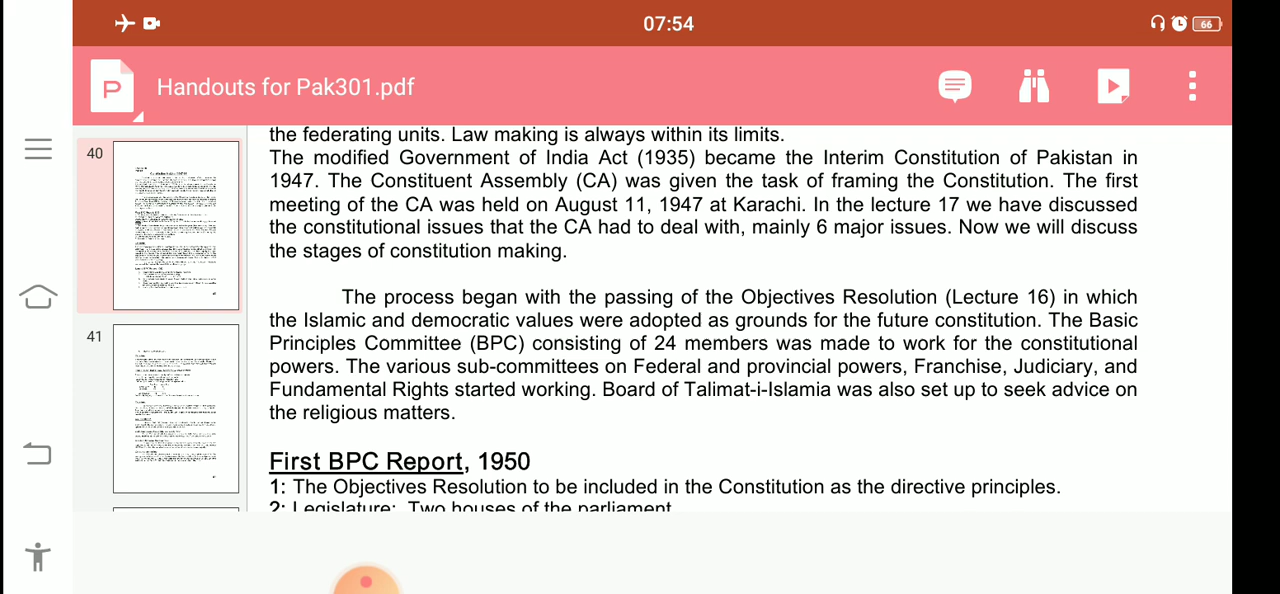 07:54
66
P
Handouts for Pak301.pdf
40
41
the federating units. Law making is always within its limits.
The modified Government of India Act (1935) became the Interim Constitution of Pakistan in
1947. The Constituent Assembly (CA) was given the task of framing the Constitution. The first
meeting of the CA was held on August 11, 1947 at Karachi. In the lecture 17 we have discussed
the constitutional issues that the CA had to deal with, mainly 6 major issues. Now we will discuss
the stages of constitution making.
The process began with the passing of the Objectives Resolution (Lecture 16) in which
the Islamic and democratic values were adopted as grounds for the future constitution. The Basic
Principles Committee (BPC) consisting of 24 members was made to work for the constitutional
powers. The various sub-committees on Federal and provincial powers, Franchise, Judiciary, and
Fundamental Rights started working. Board of Talimat-i-Islamia was also set up to seek advice on
the religious matters.
First BPC Report, 1950
1: The Objectives Resolution to be included in the Constitution as the directive principles.
2: Legislature: Two houses of the parliament